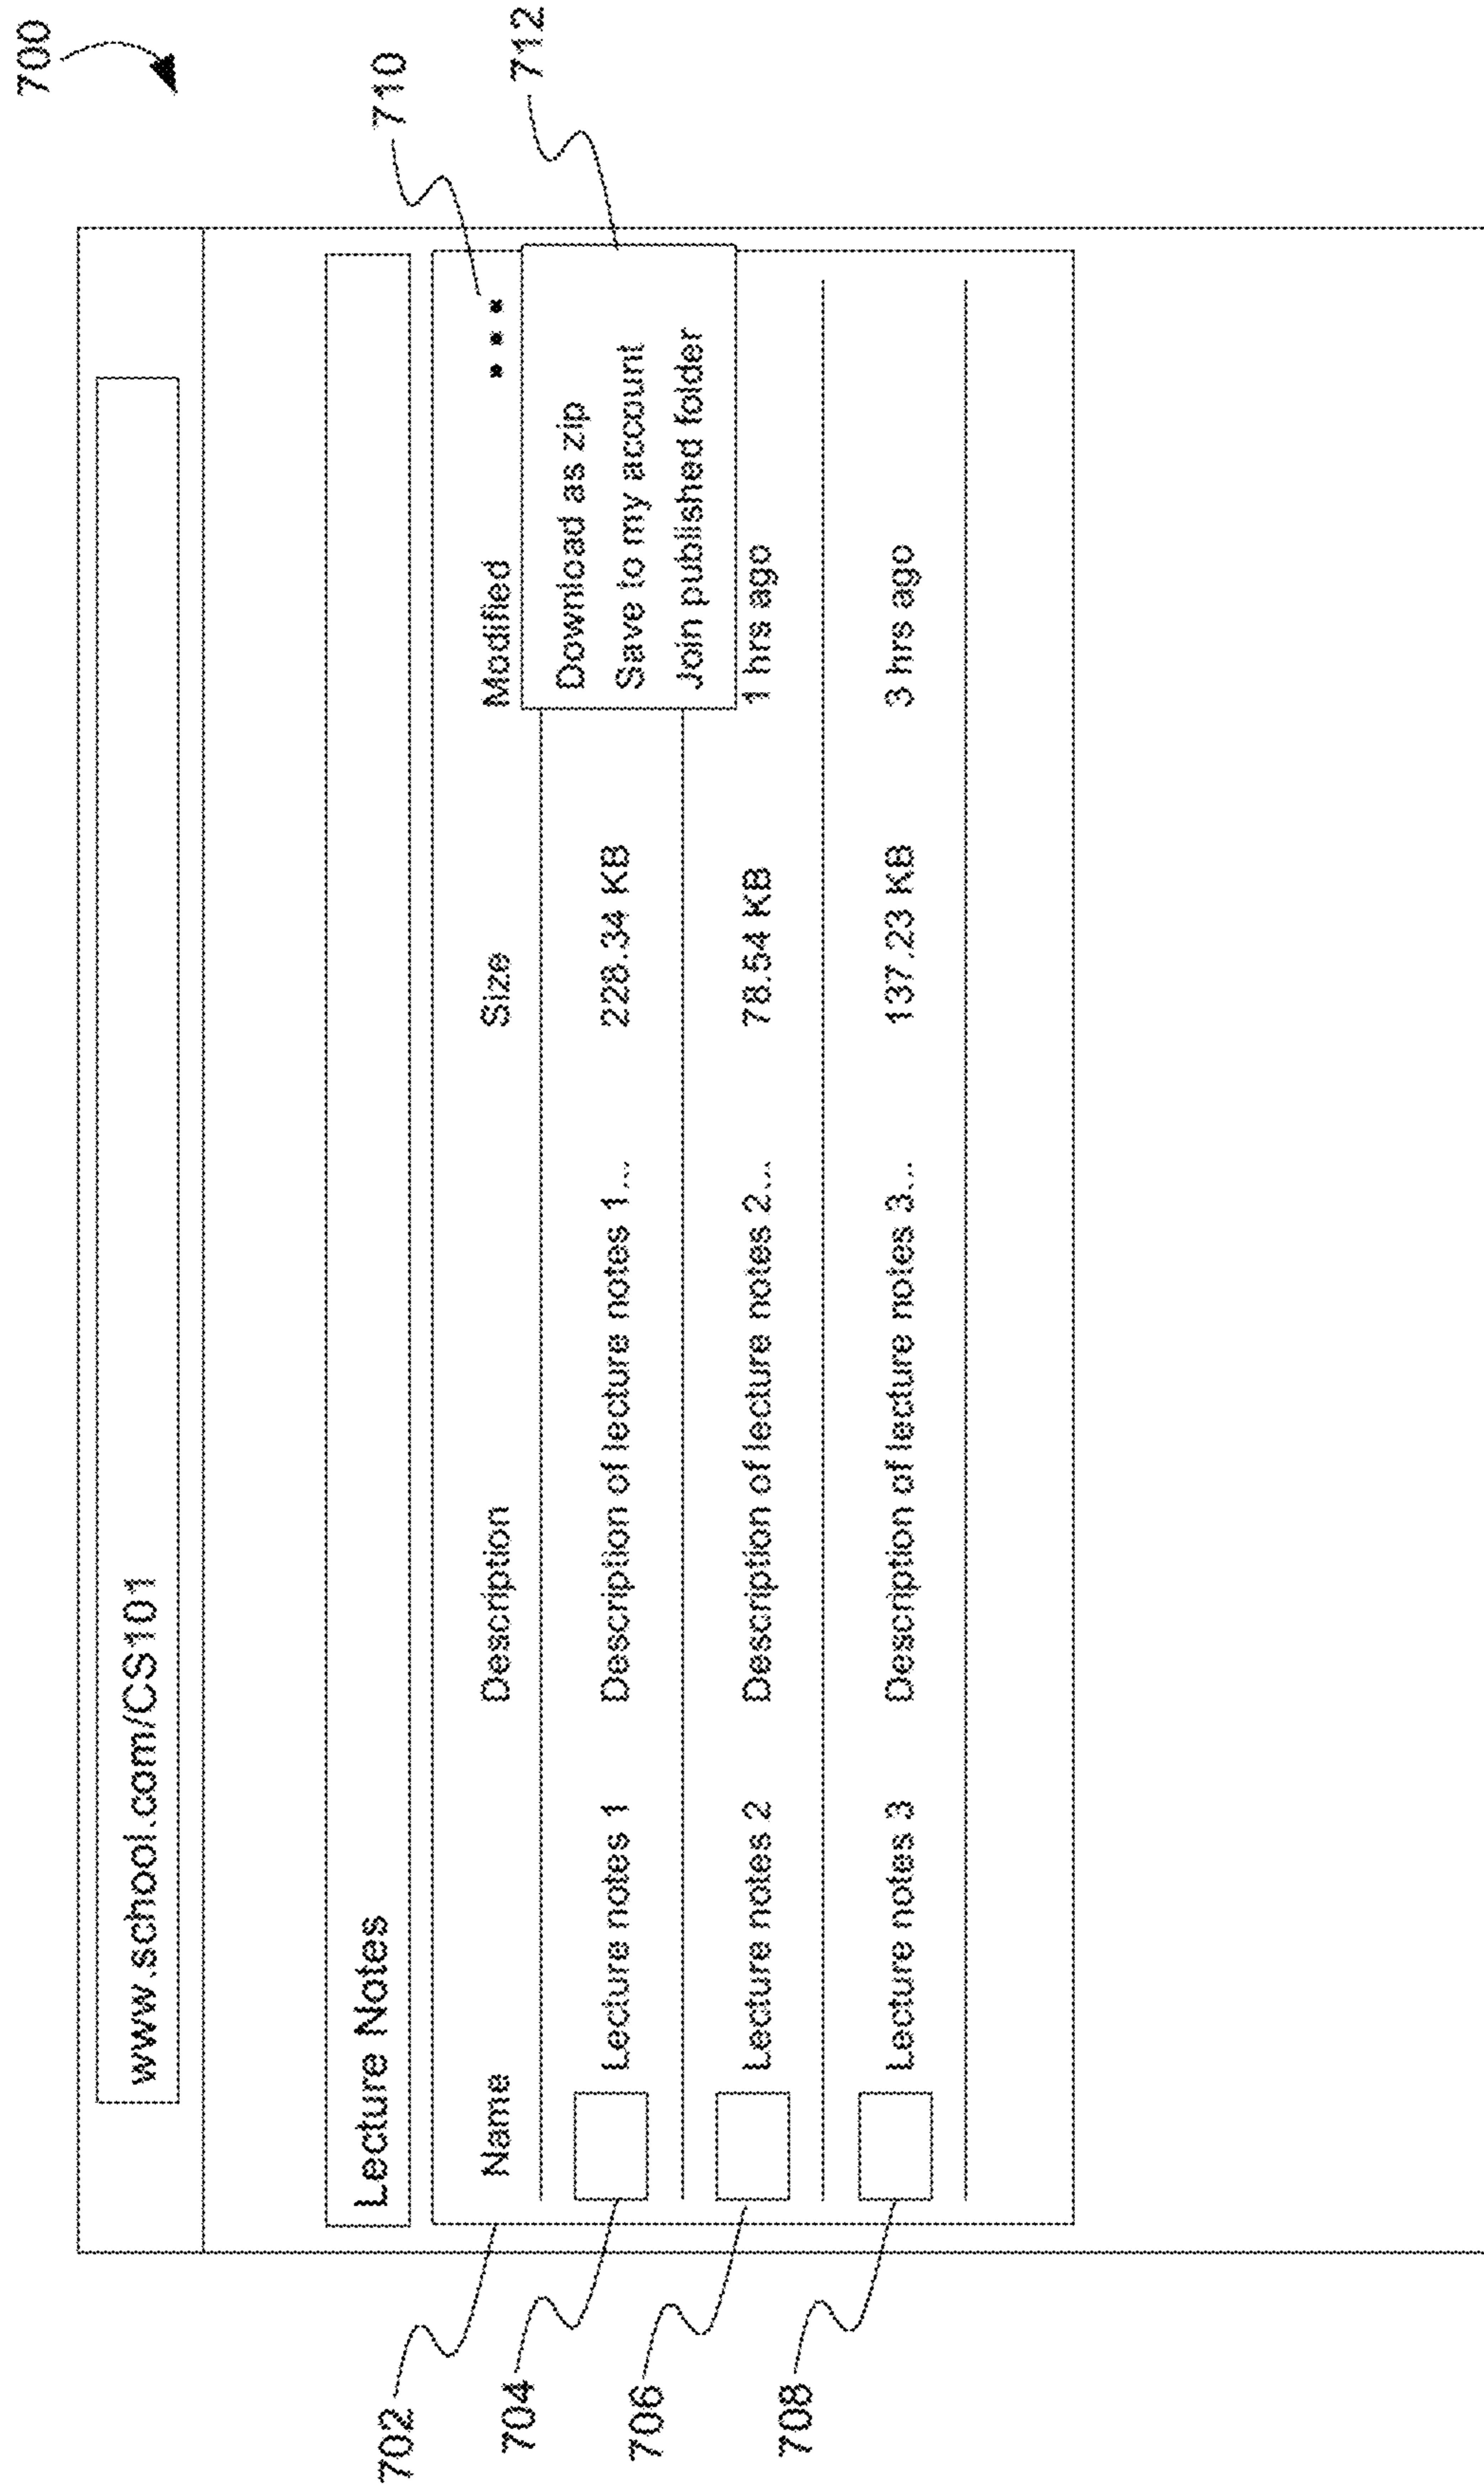 700
www.school.com/CS101
Lecture Notes
702
710
Name Description Size Modified
712
704
Download as zip
Lecture notes 1 Description of lecture notes 1... 228.34 KB Save to my account
Join published folder
706
Lecture notes 2 Description of lecture notes 2... 78.54 KB 1 hrs ago
708
Lecture notes 3 Description of lecture notes 3... 137.23 KB 3 hrs ago